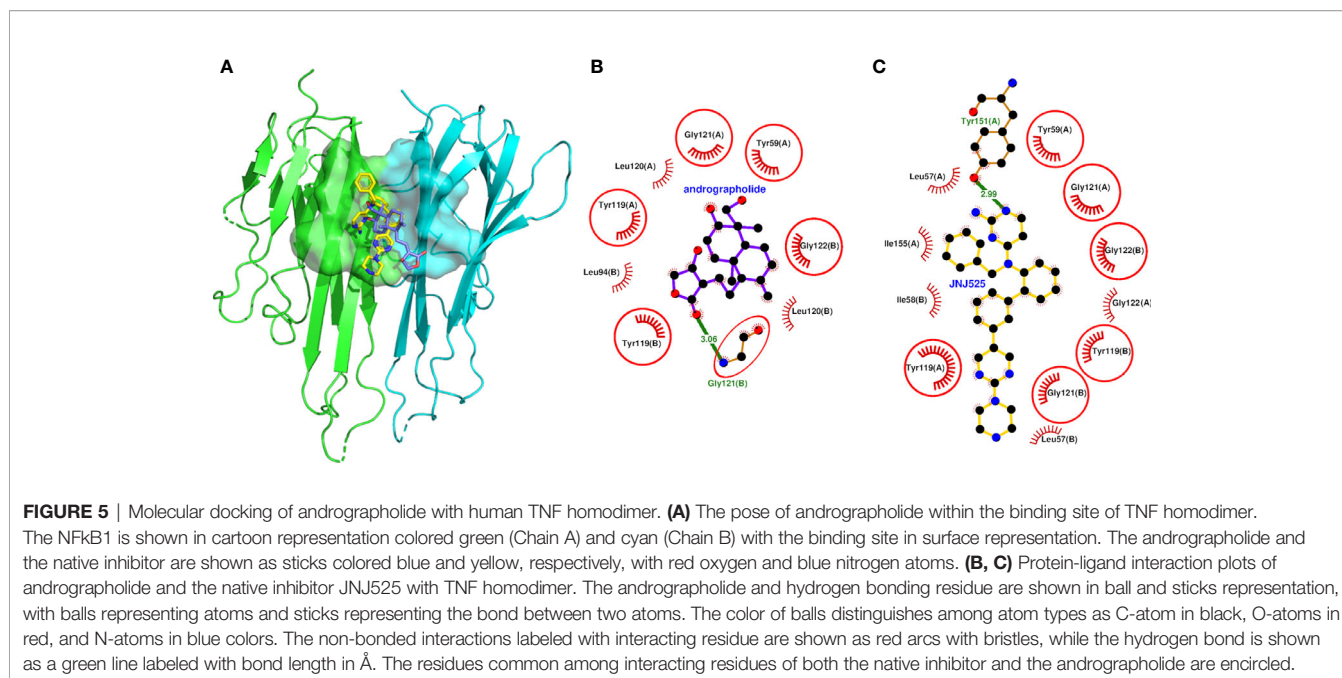 A
B
C
Gly121(A)
Tyr59(A)
Leu120(A)
andrographolide
Tyr119(A)
Gly122(B)
Leu94(B)
Leu120(B)
Tyr119(B)
3.06
Gly121(B)
Tyr151(A)
Tyr59(A)
Leu57(A)
Gly121(A)
2.99
Ile155(A)
Gly122(B)
JNJ525
Ile58(B)
Gly122(A)
Tyr119(B)
Tyr119(A)
Gly121(B)
Leu57(B)
FIGURE 5 | Molecular docking of andrographolide with human TNF homodimer. (A) The pose of andrographolide within the binding site of TNF homodimer.
The NFkB1 is shown in cartoon representation colored green (Chain A) and cyan (Chain B) with the binding site in surface representation. The andrographolide and
the native inhibitor are shown as sticks colored blue and yellow, respectively, with red oxygen and blue nitrogen atoms. (B, C) Protein-ligand interaction plots of
andrographolide and the native inhibitor JNJ525 with TNF homodimer. The andrographolide and hydrogen bonding residue are shown in ball and sticks representation,
with balls representing atoms and sticks representing the bond between two atoms. The color of balls distinguishes among atom types as C-atom in black, O-atoms in
red, and N-atoms in blue colors. The non-bonded interactions labeled with interacting residue are shown as red arcs with bristles, while the hydrogen bond is shown
as a green line labeled with bond length in Å. The residues common among interacting residues of both the native inhibitor and the andrographolide are encircled.